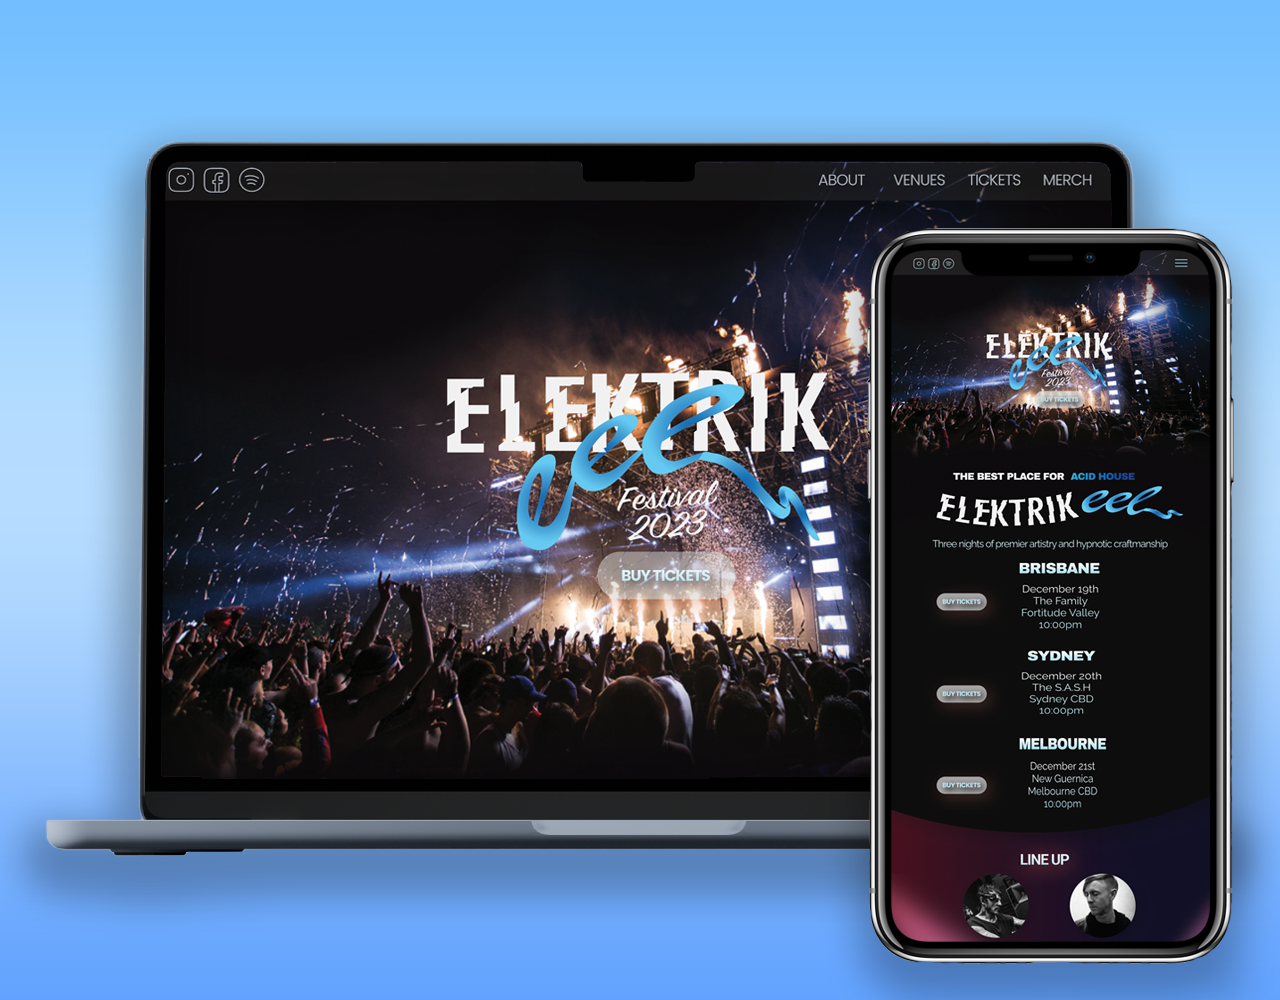 ABOUT VENUES TICKETS MERCH
ELEKTRIK
eel
Festival
2023
BUY TICKETS
ELEKTRIK
eel
Festival
2023
BUY TICKETS
THE BEST PLACE FOR ACID HOUSE
ELEKTRIK eel
Three nights of premier artistry and hypnotic craftmanship
BRISBANE
December 19th
The Family
Fortitude Valley
10:00pm
BUY TICKETS
SYDNEY
December 20th
The S.A.S.H
Sydney CBD
10:00pm
BUY TICKETS
MELBOURNE
December 21st
New Guernica
Melbourne CBD
10:00pm
BUY TICKETS
LINE UP